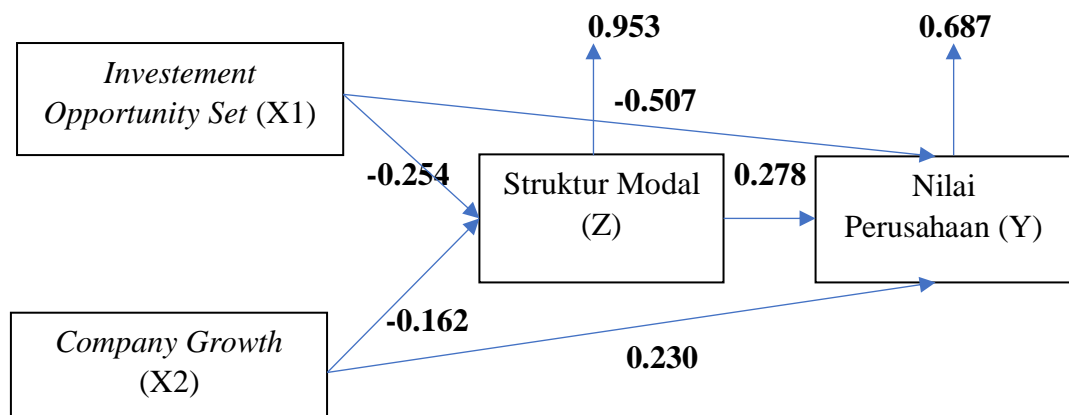 0.953
0.687
Investement
Opportunity Set (X1)
-0.507
-0.254
Struktur Modal
(Z)
0.278
Nilai
Perusahaan (Y)
-0.162
Company Growth
(X2)
0.230